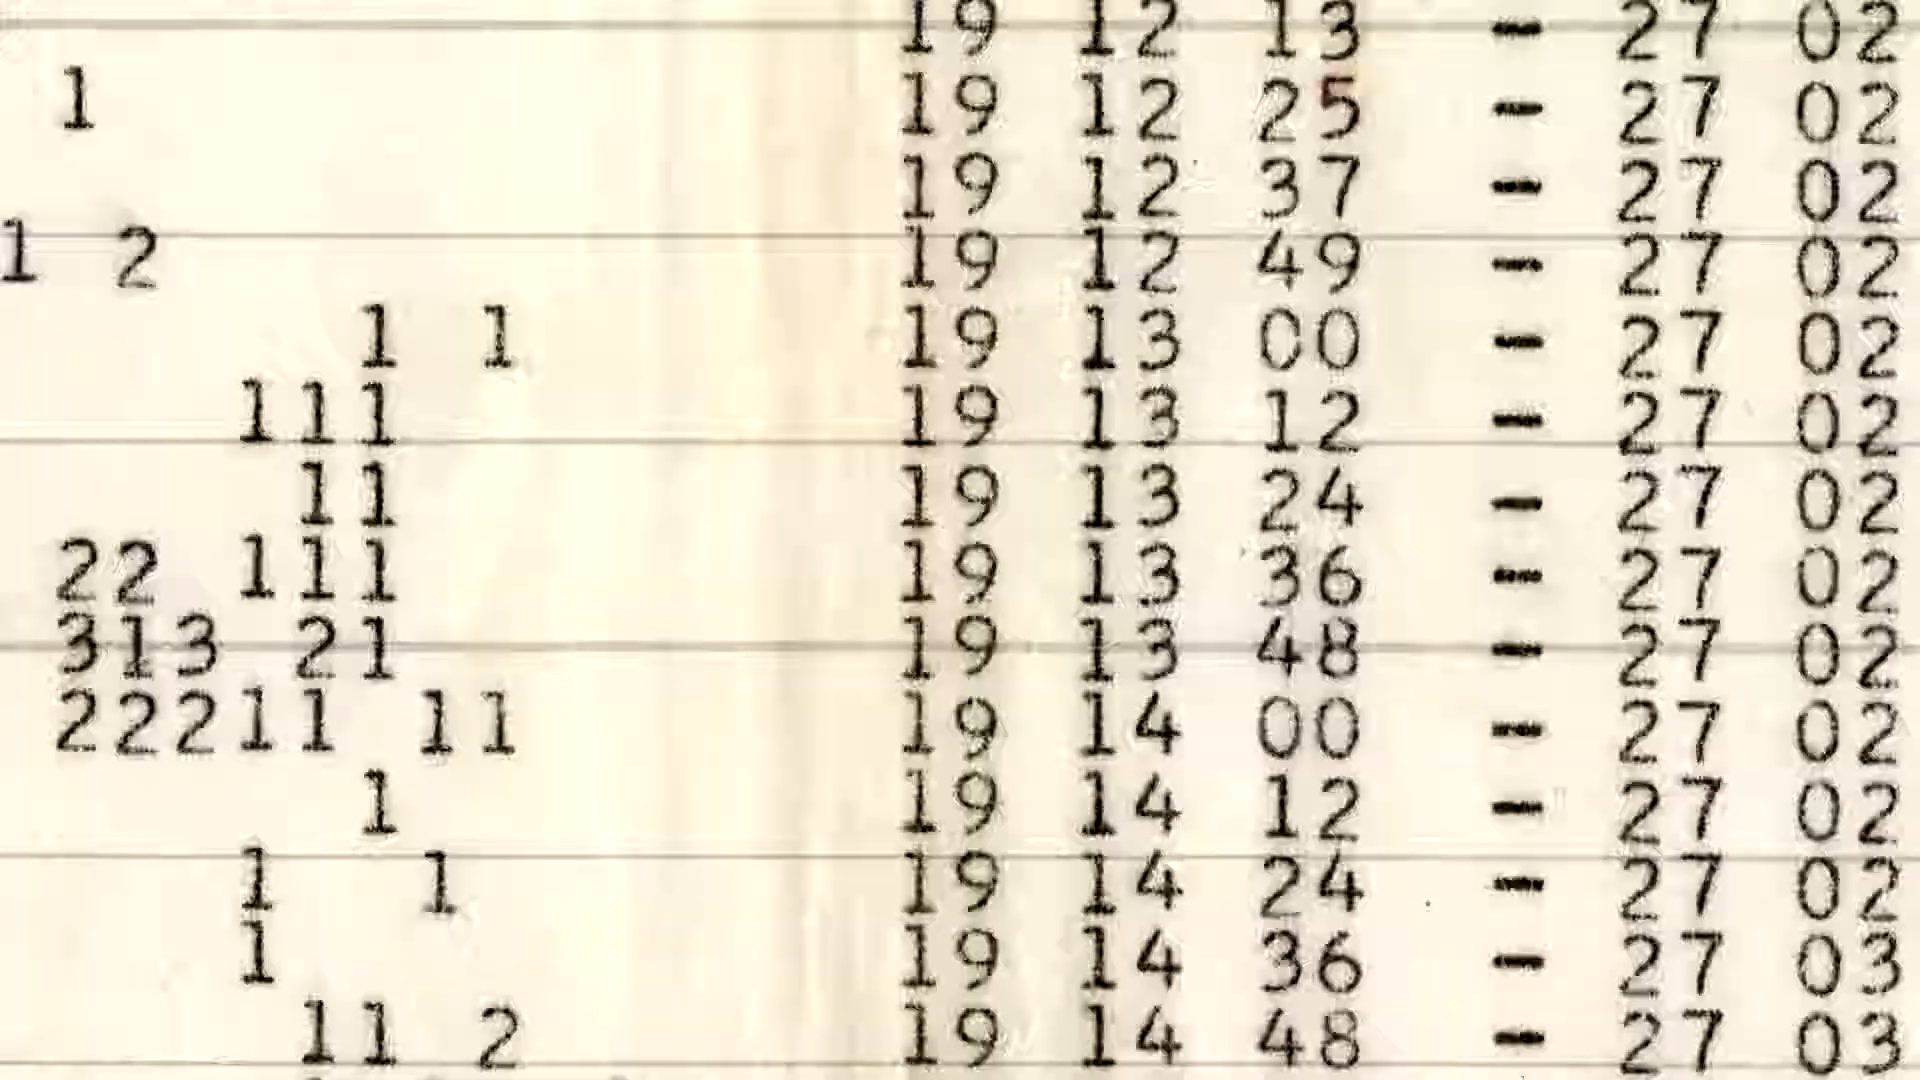 19 12 13 - 27 02
1 19 12 25 - 27 02
19 12 37 - 27 02
1 2 19 12 49 - 27 02
1 1 19 13 00 - 27 02
111 19 13 12 - 27 02
11 19 13 24 - 27 02
22 111 19 13 36 - 27 02
313 21 19 13 48 - 27 02
22211 11 19 14 00 - 27 02
1 19 14 12 - 27 02
1 1 19 14 24 - 27 02
1 19 14 36 - 27 03
11 2 19 14 48 - 27 03